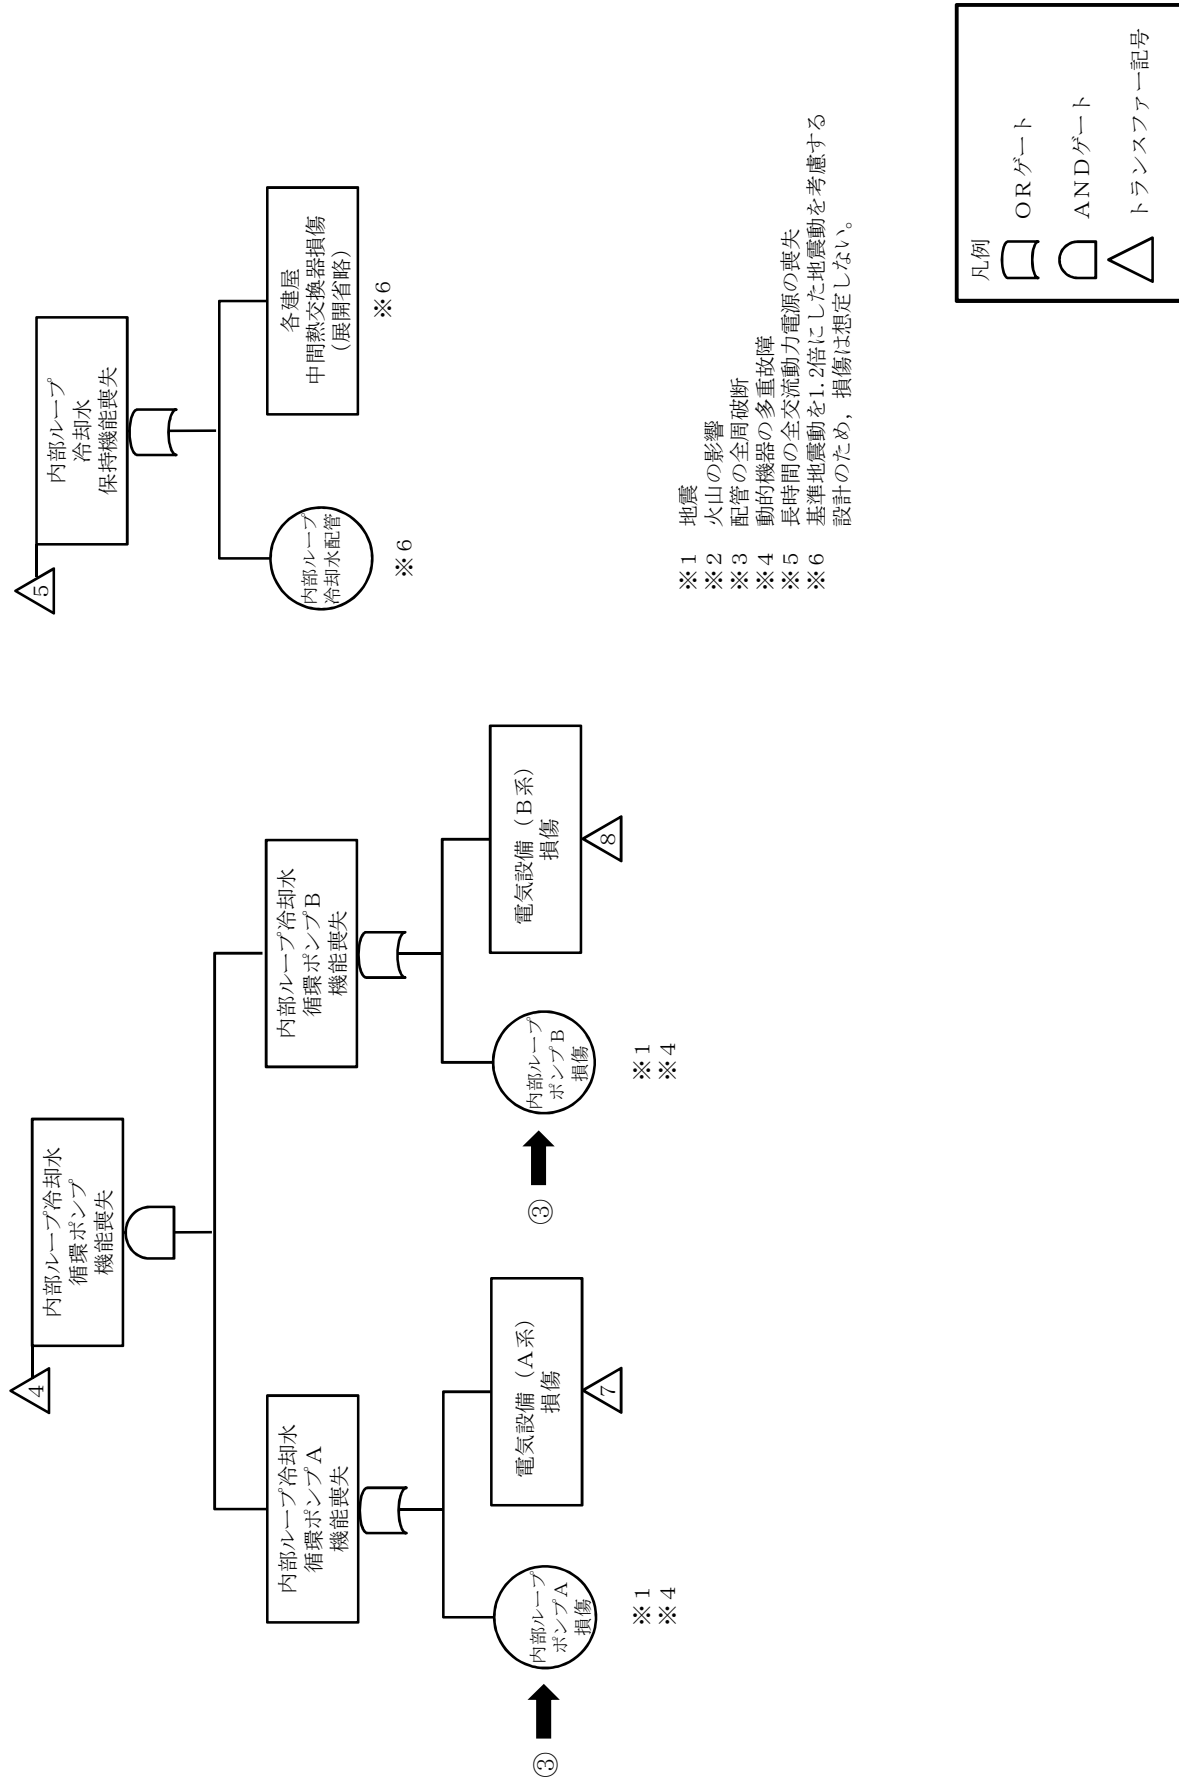 4
内部ループ冷却水
循環ポンプ
機能喪失
内部ループ冷却水
循環ポンプA
機能喪失
内部ループ冷却水
循環ポンプB
機能喪失
③
内部ループ
ポンプA
損傷
※1
※4
電気設備（A系）
損傷
7
③
内部ループ
ポンプB
損傷
※1
※4
電気設備（B系）
損傷
8
5
内部ループ
冷却水
保持機能喪失
内部ループ
冷却水配管
※6
各建屋
中間熱交換器損傷
（展開省略）
※6
※1 地震
※2 火山の影響
※3 配管の全周破断
※4 動的機器の多重故障
※5 長時間の全交流動力電源の喪失
※6 基準地震動を1.2倍にした地震動を考慮する
設計のため，損傷は想定しない。
凡例
ORゲート
ANDゲート
トランスファー記号